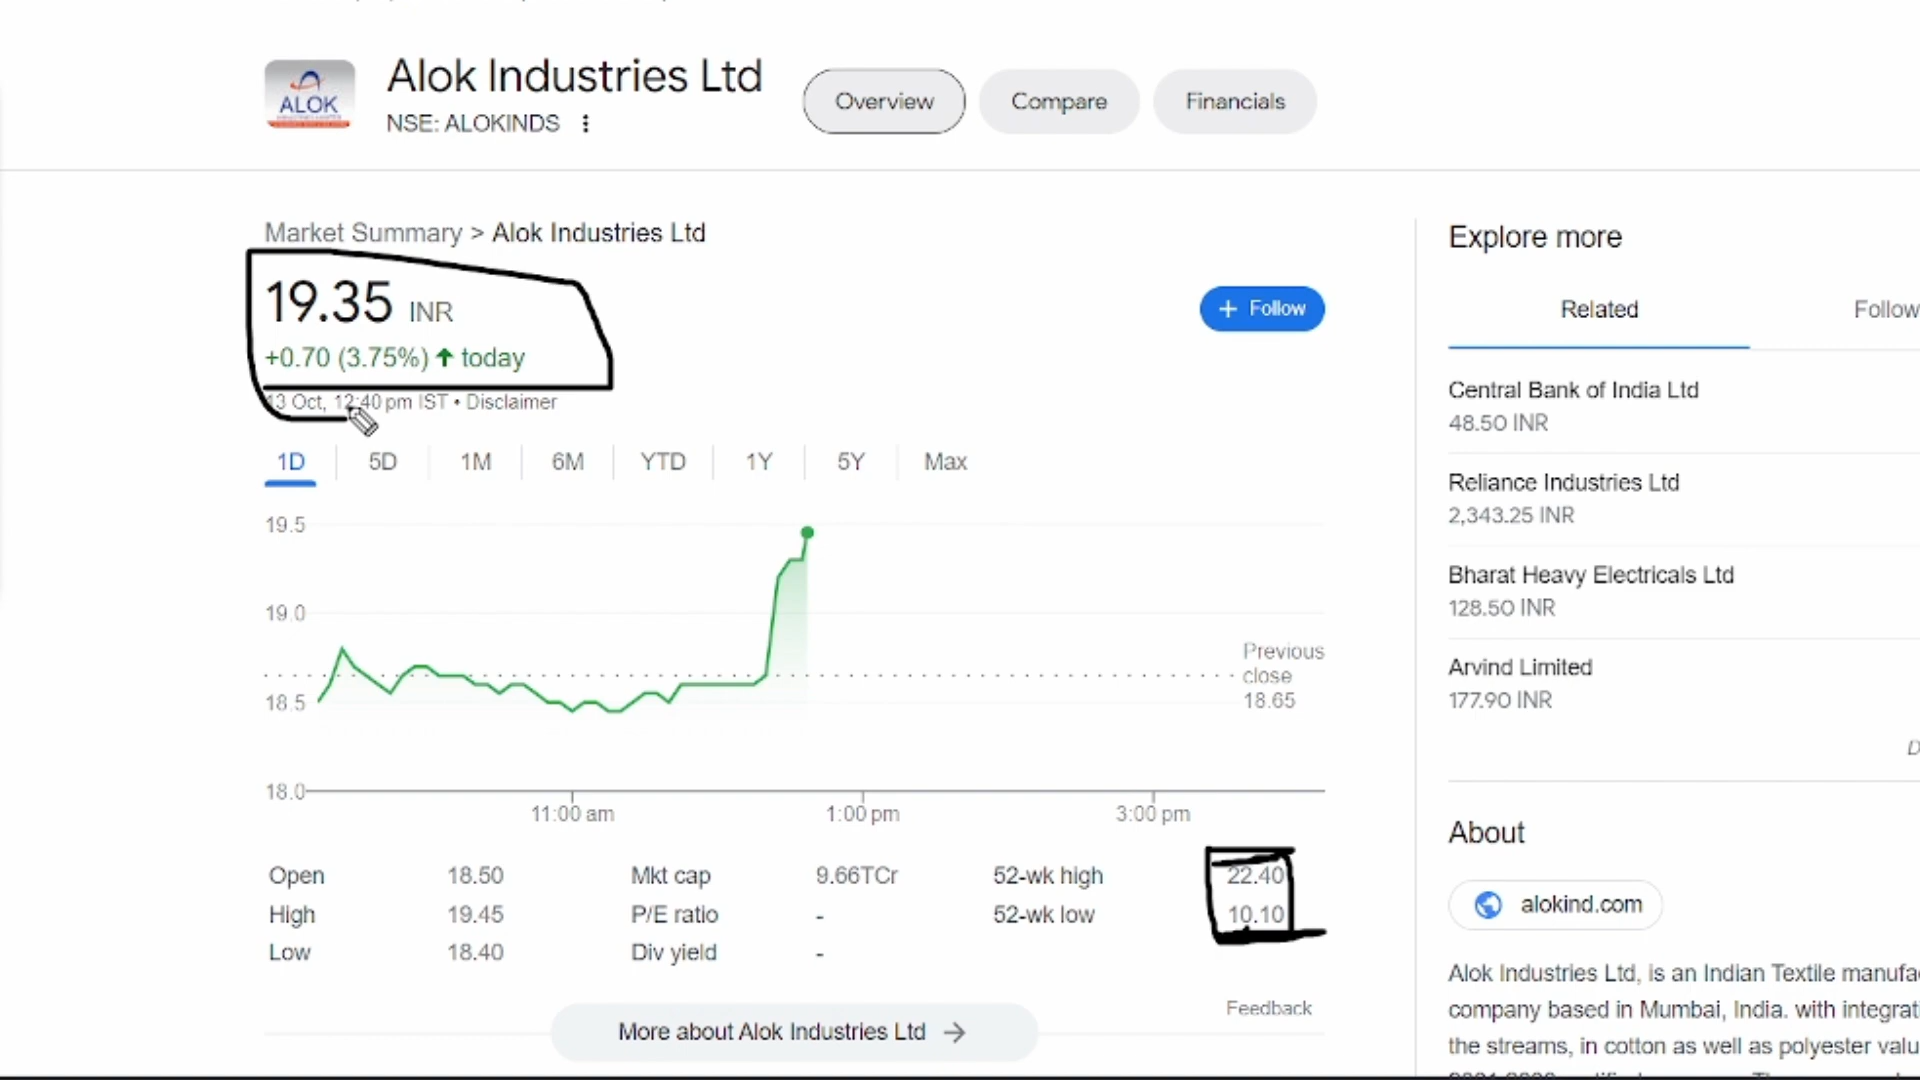 Alok Industries Ltd
NSE: ALOKINDS
ALOK
Overview
Compare
Financials
Market Summary > Alok Industries Ltd
19.35 INR
+0.70 (3.75%) ↑ today
13 Oct, 12:40 pm IST • Disclaimer
+ Follow
1D 5D 1M 6M YTD 1Y 5Y Max
19.5
19.0
18.5
18.0
Previous
close
18.65
11:00 am 1:00 pm 3:00 pm
Open 18.50 Mkt cap 9.66TCr 52-wk high 22.40
High 19.45 P/E ratio - 52-wk low 10.10
Low 18.40 Div yield -
Feedback
More about Alok Industries Ltd →
Explore more
Related Follow
Central Bank of India Ltd
48.50 INR
Reliance Industries Ltd
2,343.25 INR
Bharat Heavy Electricals Ltd
128.50 INR
Arvind Limited
177.90 INR
D
About
alokind.com
Alok Industries Ltd, is an Indian Textile manufa
company based in Mumbai, India. with integrat
the streams, in cotton as well as polyester valu